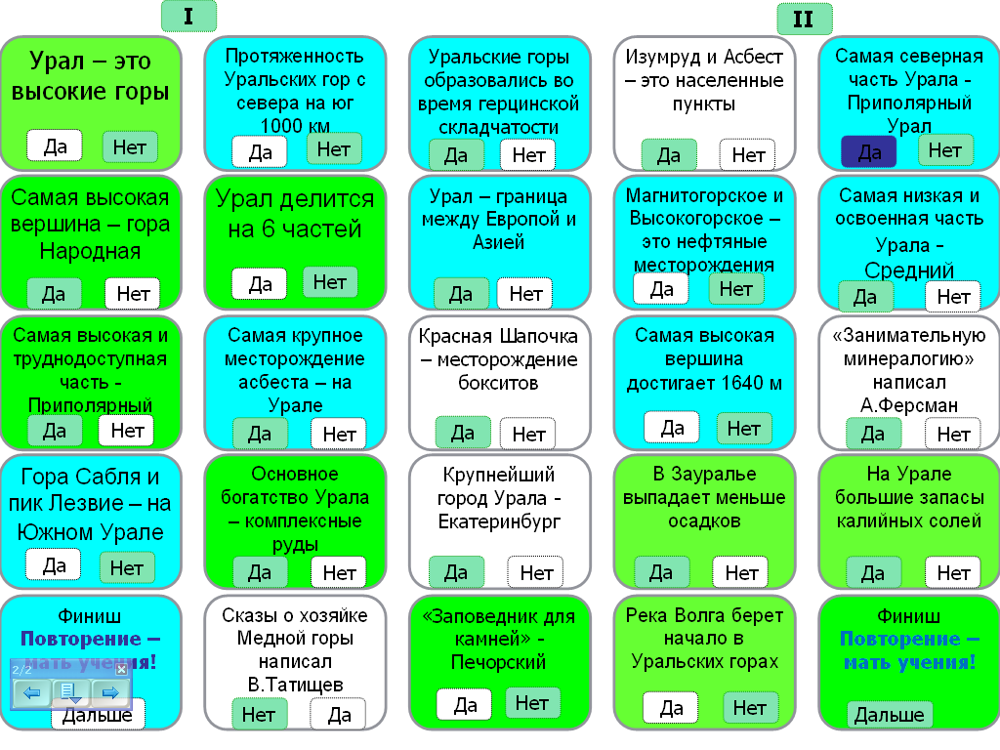 I
II
Урал – это
высокие горы
Да
Нет
Протяженность
Уральских гор с
севера на юг
1000 км
Да
Нет
Уральские горы
образовались во
время герцинской
складчатости
Да
Нет
Изумруд и Асбест
– это населенные
пункты
Да
Нет
Самая северная
часть Урала -
Приполярный
Урал
Да
Нет
Самая высокая
вершина – гора
Народная
Да
Нет
Урал делится
на 6 частей
Да
Нет
Урал – граница
между Европой и
Азией
Да
Нет
Магнитогорское и
Высокогорское –
это нефтяные
месторождения
Да
Нет
Самая низкая и
освоенная часть
Урала -
Средний
Да
Нет
Самая высокая и
труднодоступная
часть -
Приполярный
Да
Нет
Самая крупное
месторождение
асбеста – на
Урале
Да
Нет
Красная Шапочка
– месторождение
бокситов
Да
Нет
Самая высокая
вершина
достигает 1640 м
Да
Нет
«Занимательную
минералогию»
написал
А.Ферсман
Да
Нет
Гора Сабля и
пик Лезвие – на
Южном Урале
Да
Нет
Основное
богатство Урала
– комплексные
руды
Да
Нет
Крупнейший
город Урала -
Екатеринбург
Да
Нет
В Зауралье
выпадает меньше
осадков
Да
Нет
На Урале
большие запасы
калийных солей
Да
Нет
Финиш
Повторение –
мать учения!
2/2
Дальше
Сказы о хозяйке
Медной горы
написал
В.Татищев
Нет
Да
«Заповедник для
камней» -
Печорский
Да
Нет
Река Волга берет
начало в
Уральских горах
Да
Нет
Финиш
Повторение –
мать учения!
Дальше